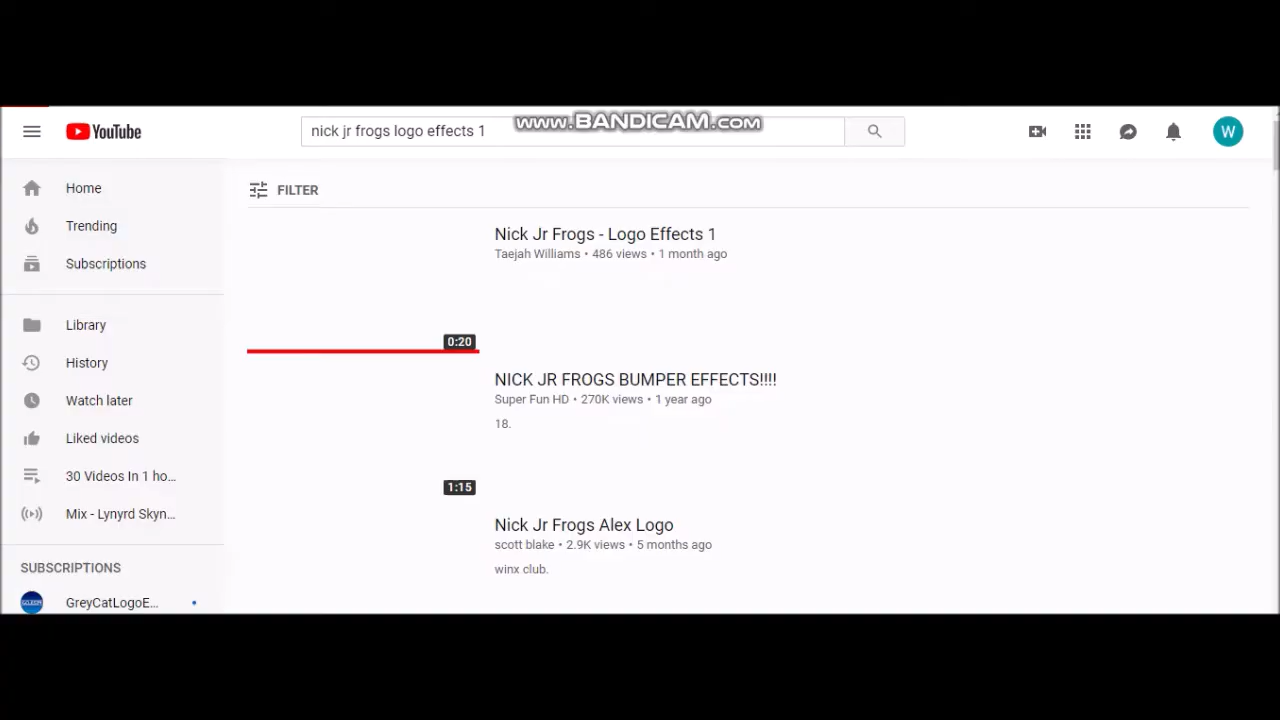 www.BANDICAM.com
YouTube
nick jr frogs logo effects 1
W
Home
Trending
Subscriptions
Library
History
Watch later
Liked videos
30 Videos In 1 ho...
Mix - Lynyrd Skyn...
SUBSCRIPTIONS
GreyCatLogoE...
FILTER
Nick Jr Frogs - Logo Effects 1
Taejah Williams • 486 views • 1 month ago
0:20
NICK JR FROGS BUMPER EFFECTS!!!!
Super Fun HD • 270K views • 1 year ago
18.
1:15
Nick Jr Frogs Alex Logo
scott blake • 2.9K views • 5 months ago
winx club.